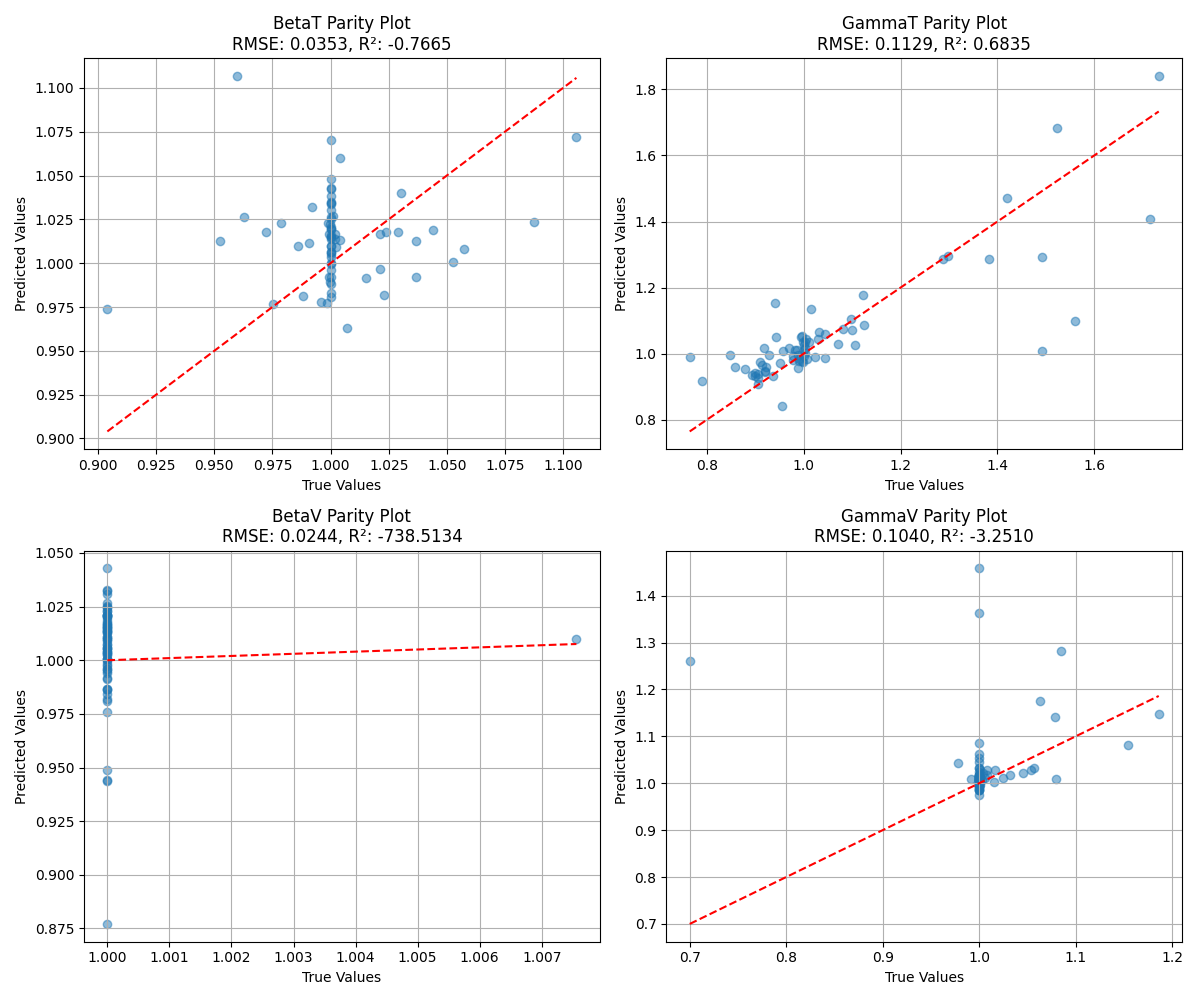 BetaT Parity Plot
RMSE: 0.0353, R²: -0.7665
Predicted Values
1.100
1.075
1.050
1.025
1.000
0.975
0.950
0.925
0.900
0.900 0.925 0.950 0.975 1.000 1.025 1.050 1.075 1.100
True Values
GammaT Parity Plot
RMSE: 0.1129, R²: 0.6835
Predicted Values
1.8
1.6
1.4
1.2
1.0
0.8
0.8 1.0 1.2 1.4 1.6
True Values
BetaV Parity Plot
RMSE: 0.0244, R²: -738.5134
Predicted Values
1.050
1.025
1.000
0.975
0.950
0.925
0.900
0.875
1.000 1.001 1.002 1.003 1.004 1.005 1.006 1.007
True Values
GammaV Parity Plot
RMSE: 0.1040, R²: -3.2510
Predicted Values
1.4
1.3
1.2
1.1
1.0
0.9
0.8
0.7
0.7 0.8 0.9 1.0 1.1 1.2
True Values